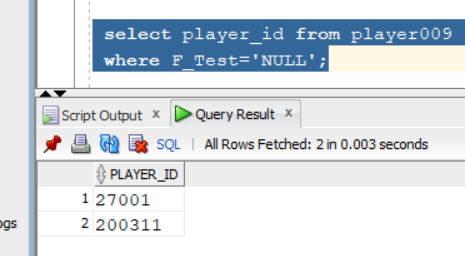 select player_id from player009
where F_Test='NULL';
Script Output x Query Result x
SQL | All Rows Fetched: 2 in 0.003 seconds
PLAYER_ID
1 27001
2 200311
ogs